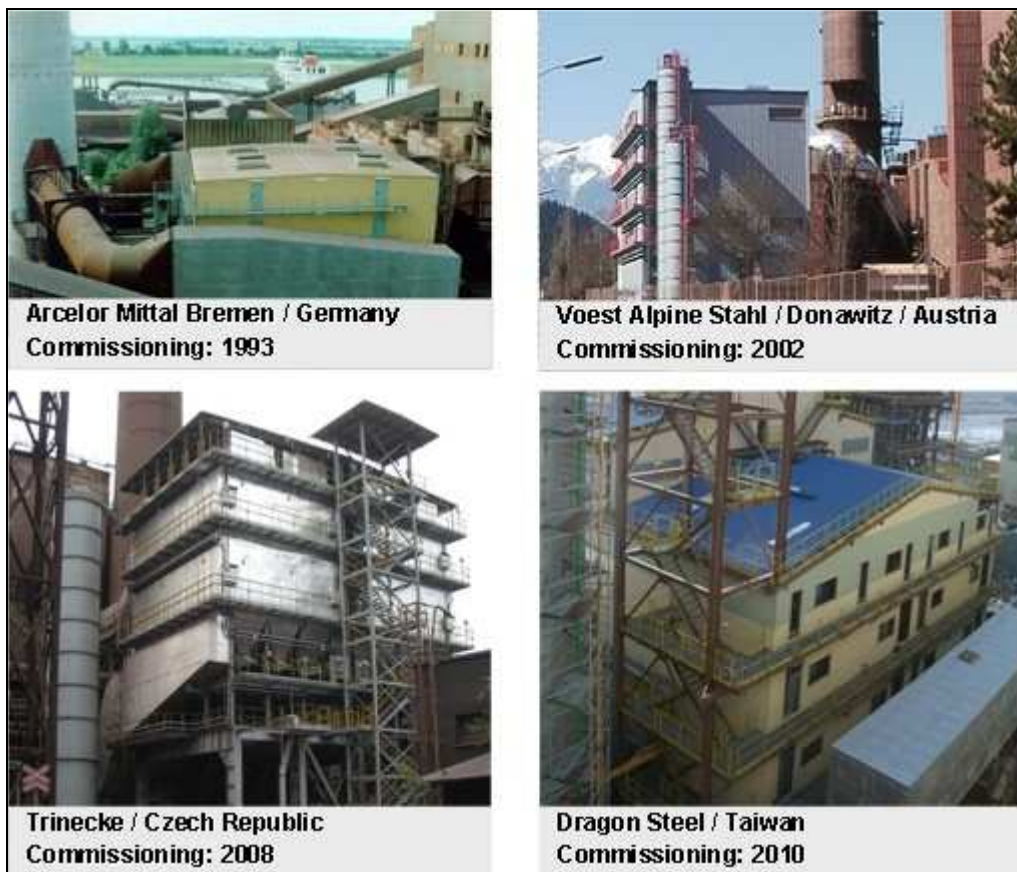 Arcelor Mittal Bremen / Germany
Commissioning: 1993
Voest Alpine Stahl / Donawitz / Austria
Commissioning: 2002
Trinecke / Czech Republic
Commissioning: 2008
Dragon Steel / Taiwan
Commissioning: 2010